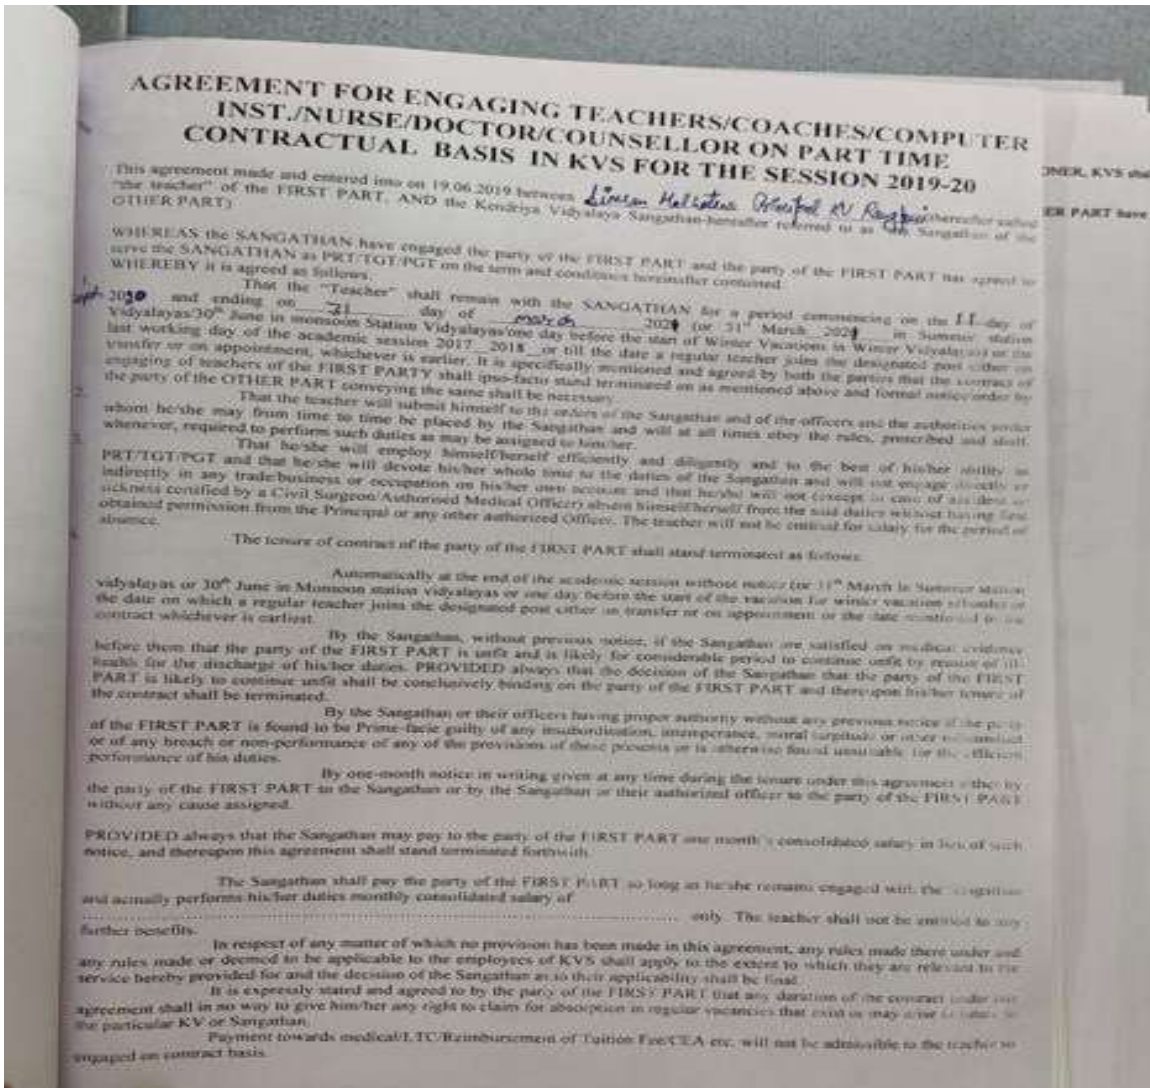 AGREEMENT FOR ENGAGING TEACHERS/COACHES/COMPUTER
INST./NURSE/DOCTOR/COUNSELLOR ON PART TIME
CONTRACTUAL BASIS IN KVS FOR THE SESSION 2019-20
This agreement made and entered into on 19.06.2019 between KV hereafter called
"the teacher" of the FIRST PART, AND the Kendriya Vidyalaya Sangathan-hereafter referred to as the Sangathan of the
OTHER PART)
WHEREAS the SANGATHAN have engaged the party of the FIRST PART and the party of the FIRST PART has agreed to
serve the SANGATHAN as PRT/TGT/PGT on the term and conditions hereinafter contained.
WHEREBY it is agreed as follows.
That the "Teacher" shall remain with the SANGATHAN for a period commencing on the 11 day of
Sept 2020 and ending on 31 day of march 2021 (or 31st March 2021 in Summer station
Vidyalayas/30th June in monsoon Station Vidyalayas/one day before the start of Winter Vacations in Winter Vidyalayas) or the
last working day of the academic session 2017 2018 or till the date a regular teacher joins the designated post either on
transfer or on appointment, whichever is earlier. It is specifically mentioned and agreed by both the parties that the contract of
engaging of teachers of the FIRST PARTY shall ipso-facto stand terminated on as mentioned above and formal notice/order by
the party of the OTHER PART conveying the same shall be necessary.
2. That the teacher will submit himself to the orders of the Sangathan and of the officers and the authorities under
whom he/she may from time to time be placed by the Sangathan and will at all times obey the rules, prescribed and shall
whenever, required to perform such duties as may be assigned to him/her.
3. That he/she will employ himself/herself efficiently and diligently and to the best of his/her ability as
PRT/TGT/PGT and that he/she will devote his/her whole time to the duties of the Sangathan and will not engage directly or
indirectly in any trade/business or occupation on his/her own account and that he/she will not (except in case of accident or
sickness certified by a Civil Surgeon/Authorised Medical Officer) absent himself/herself from the said duties without having first
obtained permission from the Principal or any other authorized Officer. The teacher will not be entitled for salary for the period of
absence.
The tenure of contract of the party of the FIRST PART shall stand terminated as follows:
Automatically at the end of the academic session without notice (or 31st March in Summer station
vidyalayas or 30th June in Monsoon station vidyalayas or one day before the start of the vacation for winter vacation schools) or
the date on which a regular teacher joins the designated post either on transfer or on appointment or the date mentioned in the
contract whichever is earliest.
By the Sangathan, without previous notice, if the Sangathan are satisfied on medical evidence
before them that the party of the FIRST PART is unfit and is likely for considerable period to continue unfit by reason of ill-
health for the discharge of his/her duties. PROVIDED always that the decision of the Sangathan that the party of the FIRST
PART is likely to continue unfit shall be conclusively binding on the party of the FIRST PART and thereupon his/her tenure of
the contract shall be terminated.
By the Sangathan or their officers having proper authority without any previous notice if the party
of the FIRST PART is found to be Prime-facie guilty of any insubordination, intemperance, moral turpitude or other misconduct
or of any breach or non-performance of any of the provisions of these presents or is otherwise found unsuitable for the efficient
performance of his duties.
By one-month notice in writing given at any time during the tenure under this agreement either by
the party of the FIRST PART to the Sangathan or by the Sangathan or their authorized officer to the party of the FIRST PART
without any cause assigned.
PROVIDED always that the Sangathan may pay to the party of the FIRST PART one month's consolidated salary in lieu of such
notice, and thereupon this agreement shall stand terminated forthwith.
The Sangathan shall pay the party of the FIRST PART so long as he/she remains engaged with the Sangathan
and actually performs his/her duties monthly consolidated salary of
only. The teacher shall not be entitled to any
further benefits.
In respect of any matter of which no provision has been made in this agreement, any rules made there under and
any rules made or deemed to be applicable to the employees of KVS shall apply to the extent to which they are relevant to the
service hereby provided for and the decision of the Sangathan as to their applicability shall be final.
It is expressly stated and agreed to by the party of the FIRST PART that any duration of the contract under this
agreement shall in no way to give him/her any right to claim for absorption in regular vacancies that exist or may arise
the particular KV or Sangathan.
Payment towards medical/LTC/Reimbursement of Tuition Fee/CEA etc. will not be admissible to the teacher so
engaged on contract basis.
ONER, KVS shal
ER PART have